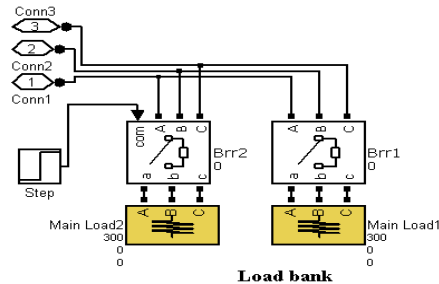 Conn3
3
2
Conn2
1
Conn1
com
A
B
C
A
B
C
Brr2
0
Brr1
0
a
b
c
a
b
c
Step
A
B
C
A
B
C
Main Load2
300
0
0
Main Load1
300
0
0
Load bank